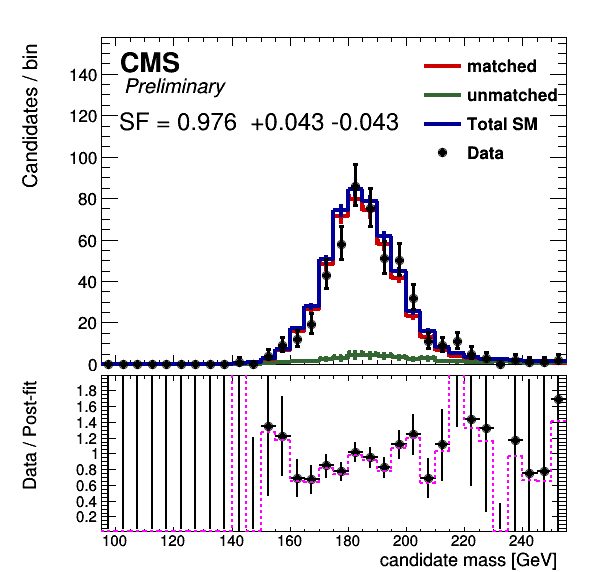 CMS
Preliminary
SF = 0.976 +0.043 -0.043
matched
unmatched
Total SM
Data
Candidates / bin
140
120
100
80
60
40
20
0
Data / Post-fit
1.8
1.6
1.4
1.2
1
0.8
0.6
0.4
0.2
100 120 140 160 180 200 220 240
candidate mass [GeV]